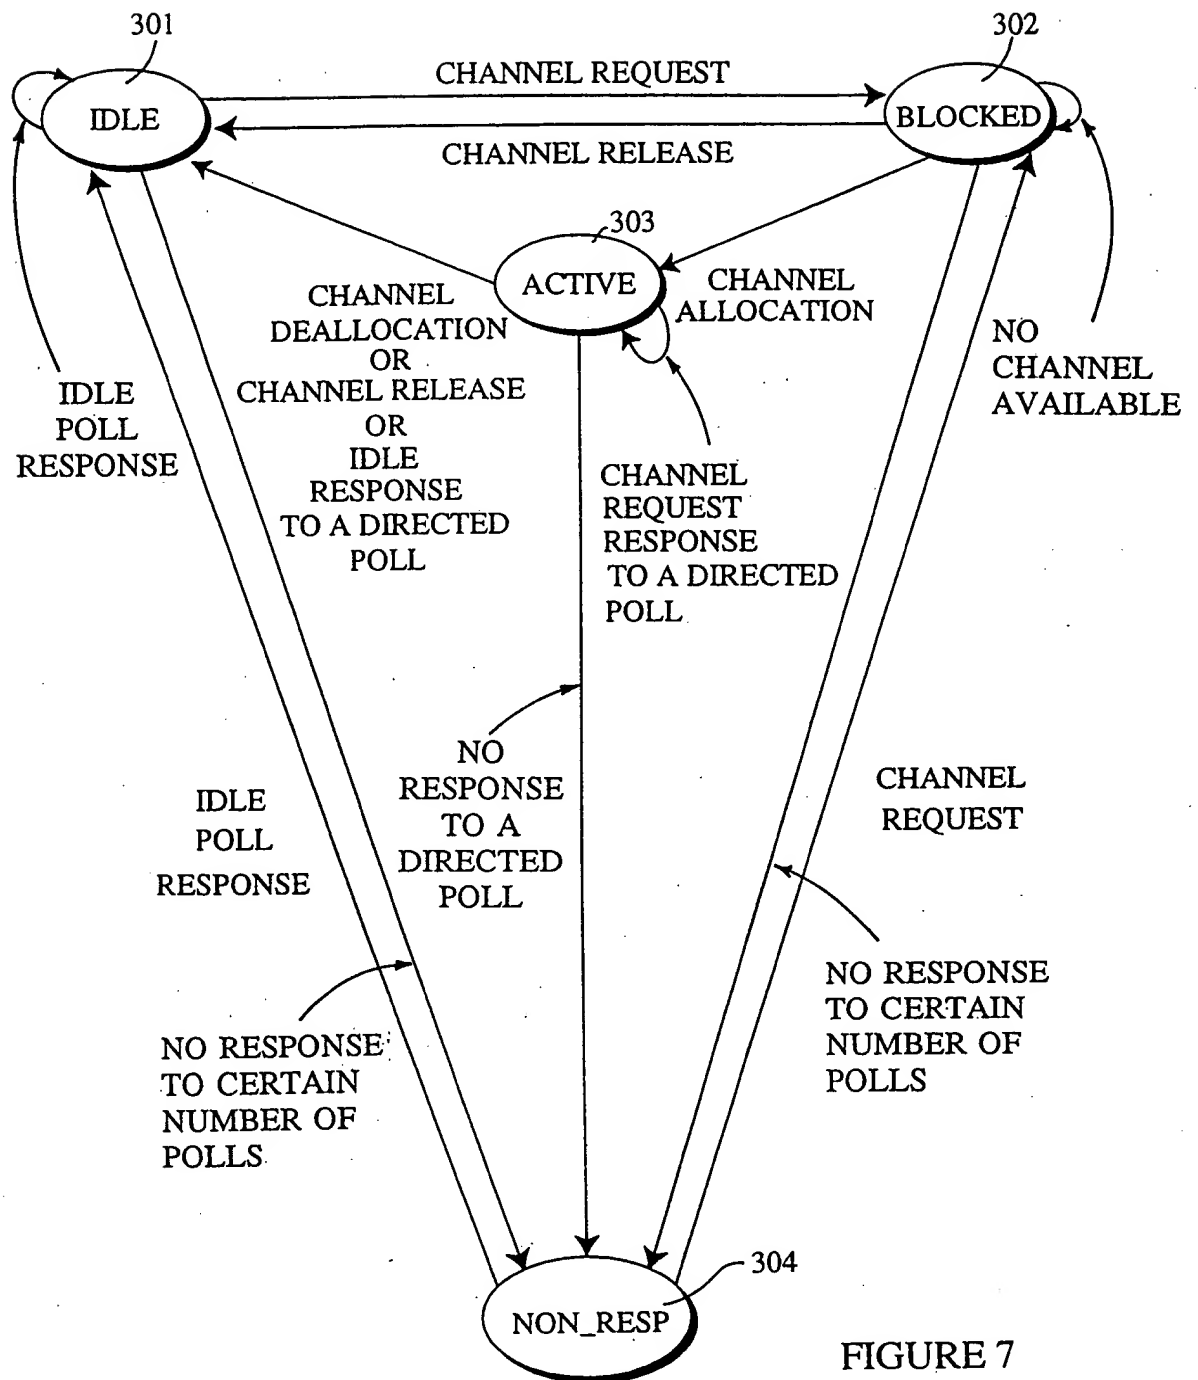 301
302
CHANNEL REQUEST
IDLE
BLOCKED
CHANNEL RELEASE
303
ACTIVE
CHANNEL
ALLOCATION
CHANNEL
DEALLOCATION
OR
CHANNEL RELEASE
OR
IDLE
RESPONSE
TO A DIRECTED
POLL
NO
CHANNEL
AVAILABLE
IDLE
POLL
RESPONSE
CHANNEL
REQUEST
RESPONSE
TO A DIRECTED
POLL
NO
RESPONSE
TO A
DIRECTED
POLL
CHANNEL
REQUEST
IDLE
POLL
RESPONSE
NO RESPONSE
TO CERTAIN
NUMBER OF
POLLS
NO RESPONSE
TO CERTAIN
NUMBER OF
POLLS
304
NON_RESP
FIGURE 7